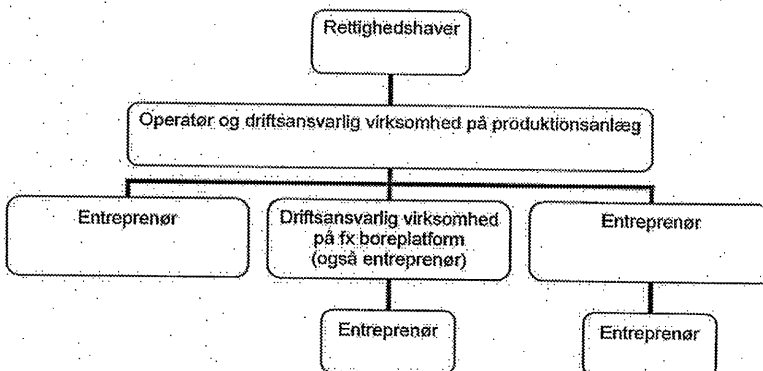 Rettighedshaver
Operatør og driftsansvarlig virksomhed på produktionsanlæg
Entreprenør
Driftsansvarlig virksomhed
på fx boreplatform
(også entreprenør)
Entreprenør
Entreprenør
Entreprenør